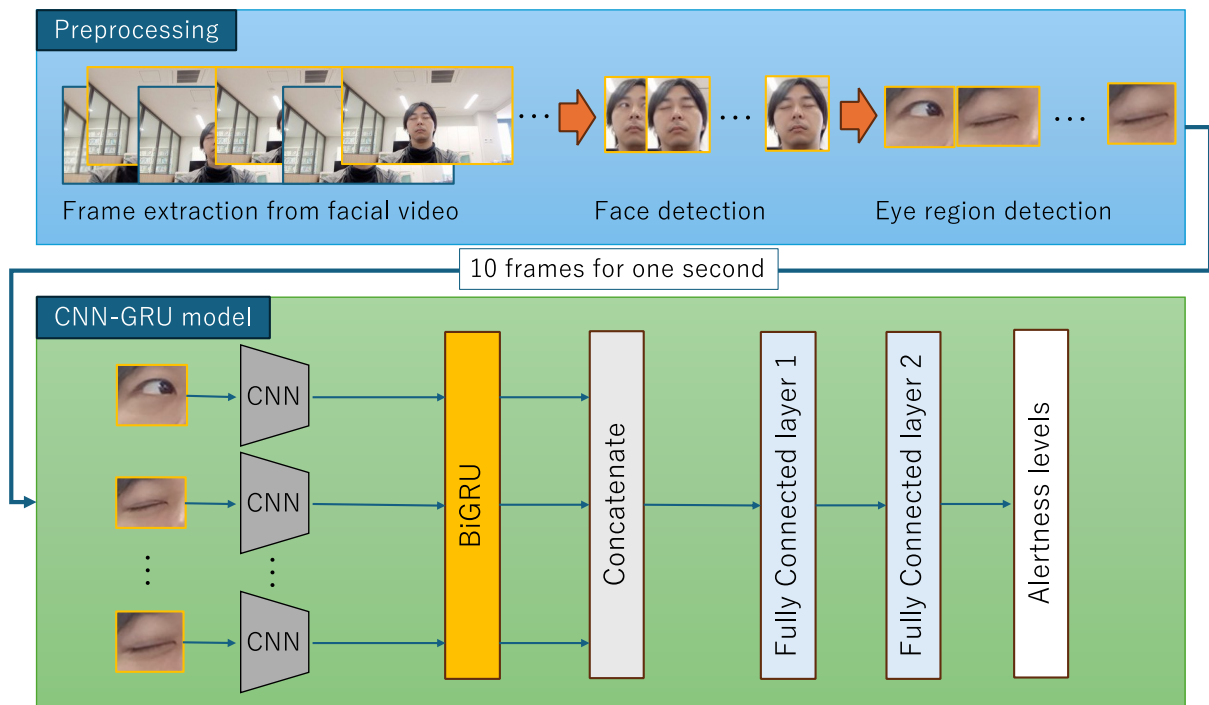 Preprocessing
...
...
...
Frame extraction from facial video
Face detection
Eye region detection
10 frames for one second
CNN-GRU model
CNN
CNN
...
...
CNN
BiGRU
Concatenate
Fully Connected layer 1
Fully Connected layer 2
Alertness levels